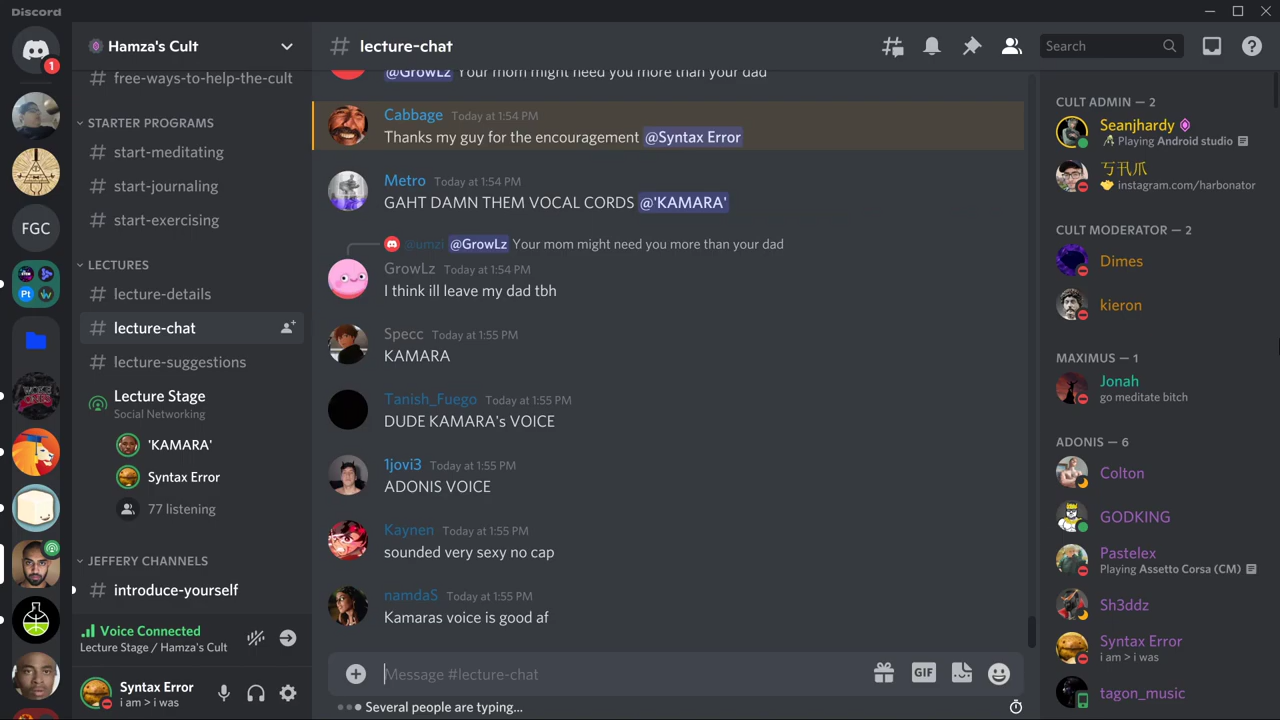 Discord
1
FGC
Hamza's Cult
free-ways-to-help-the-cult
STARTER PROGRAMS
start-meditating
start-journaling
start-exercising
LECTURES
lecture-details
lecture-chat
lecture-suggestions
Lecture Stage
Social Networking
'KAMARA'
Syntax Error
77 listening
JEFFERY CHANNELS
introduce-yourself
Voice Connected
Lecture Stage / Hamza's Cult
Syntax Error
i am > i was
lecture-chat
Search
@GrowLz Your mom might need you more than your dad
Cabbage Today at 1:54 PM
Thanks my guy for the encouragement @Syntax Error
Metro Today at 1:54 PM
GAHT DAMN THEM VOCAL CORDS @'KAMARA'
@umzi @GrowLz Your mom might need you more than your dad
GrowLz Today at 1:54 PM
I think ill leave my dad tbh
Specc Today at 1:55 PM
KAMARA
Tanish_Fuego Today at 1:55 PM
DUDE KAMARA's VOICE
1jovi3 Today at 1:55 PM
ADONIS VOICE
Kaynen Today at 1:55 PM
sounded very sexy no cap
namdaS Today at 1:55 PM
Kamaras voice is good af
Message #lecture-chat
GIF
Several people are typing...
CULT ADMIN — 2
Seanjhardy
Playing Android studio
instagram.com/harbonator
CULT MODERATOR — 2
Dimes
kieron
MAXIMUS — 1
Jonah
go meditate bitch
ADONIS — 6
Colton
GODKING
Pastelex
Playing Assetto Corsa (CM)
Sh3ddz
Syntax Error
i am > i was
tagon_music